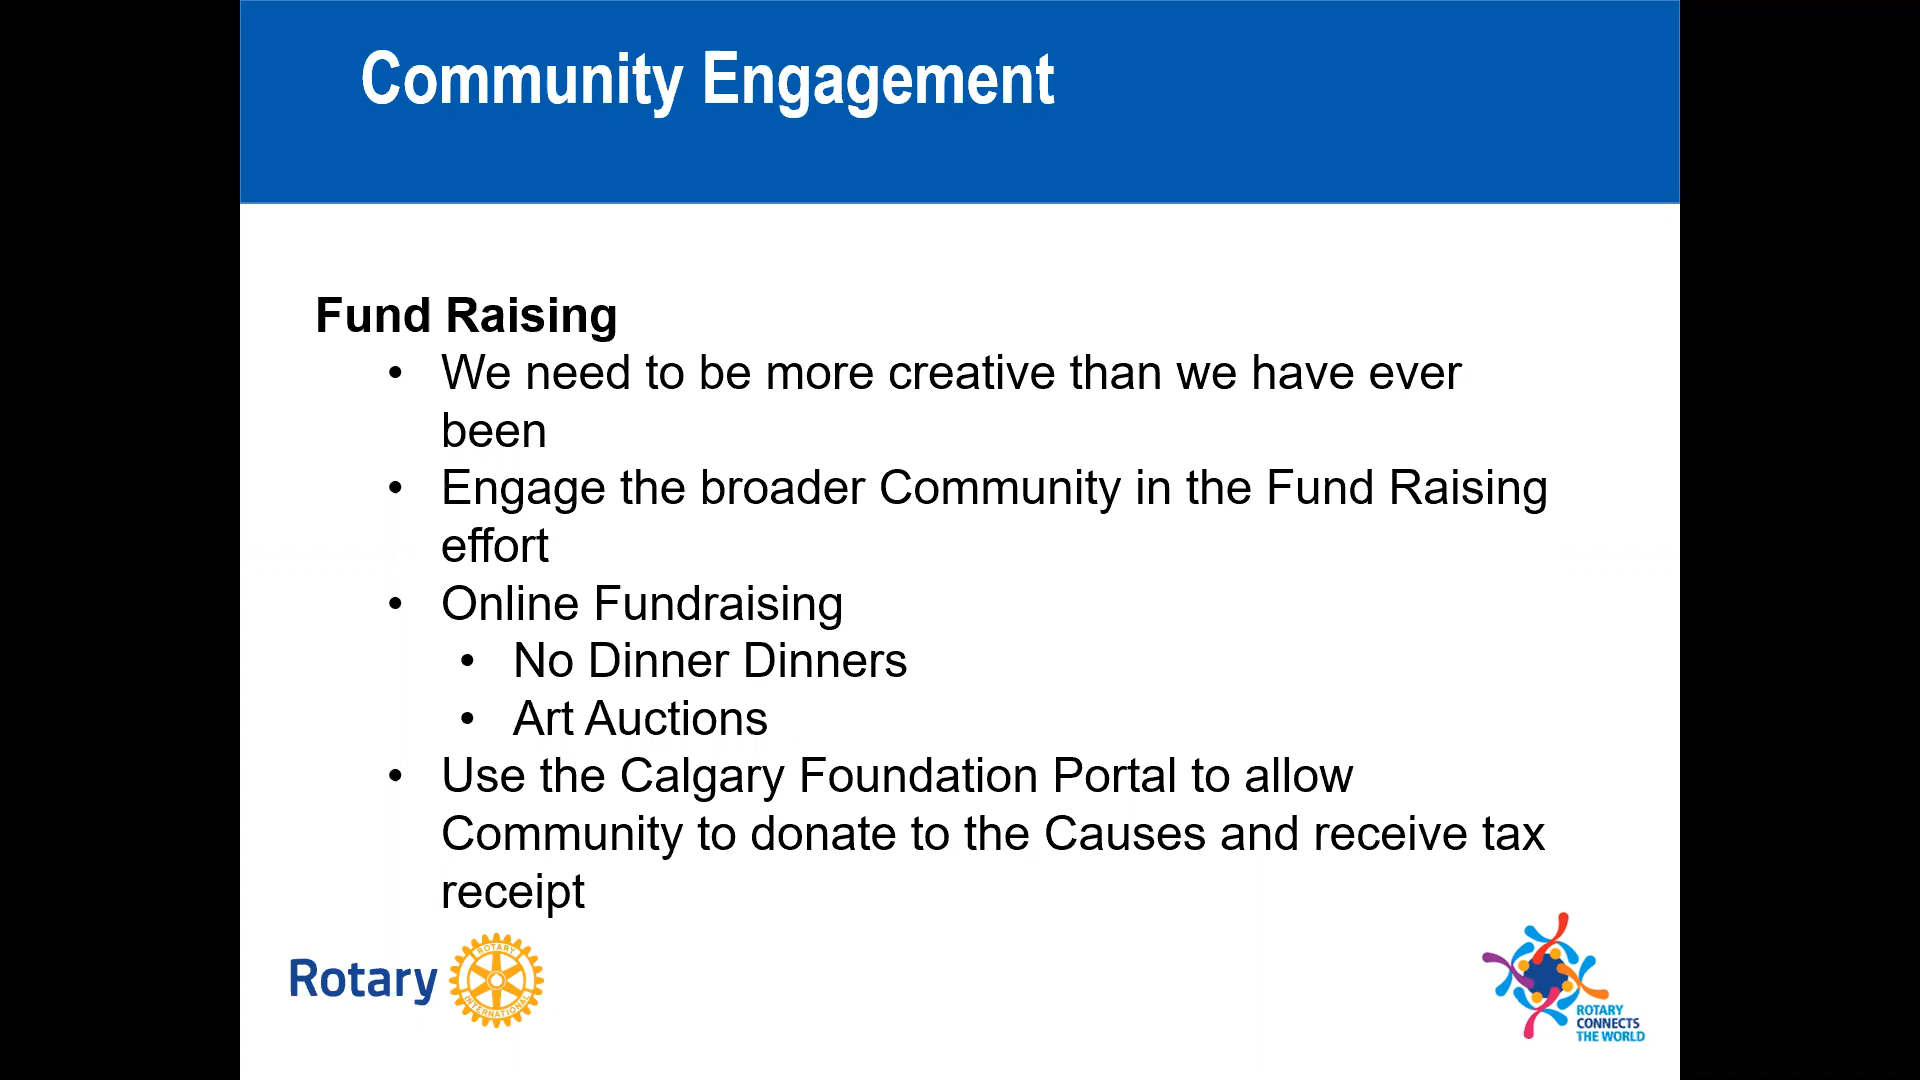 Community Engagement
Fund Raising
• We need to be more creative than we have ever
been
• Engage the broader Community in the Fund Raising
effort
• Online Fundraising
• No Dinner Dinners
• Art Auctions
• Use the Calgary Foundation Portal to allow
Community to donate to the Causes and receive tax
receipt
Rotary
ROTARY
INTERNATIONAL
ROTARY
CONNECTS
THE WORLD